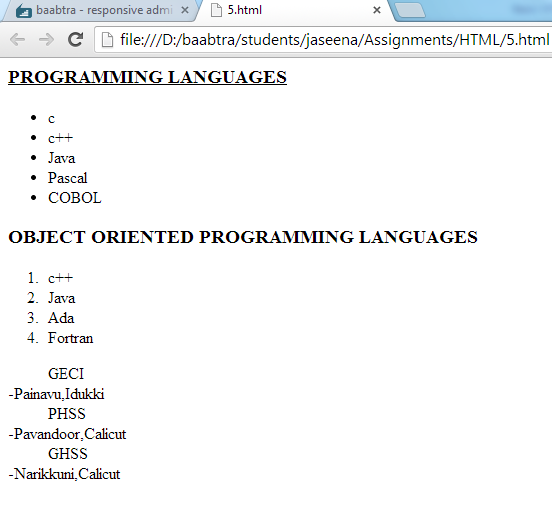 baabtra - responsive admi
5.html
file:///D:/baabtra/students/jaseena/Assignments/HTML/5.html
PROGRAMMING LANGUAGES
• c
• c++
• Java
• Pascal
• COBOL
OBJECT ORIENTED PROGRAMMING LANGUAGES
1. c++
2. Java
3. Ada
4. Fortran
GECI
-Painavu,Idukki
PHSS
-Pavandoor,Calicut
GHSS
-Narikkuni,Calicut